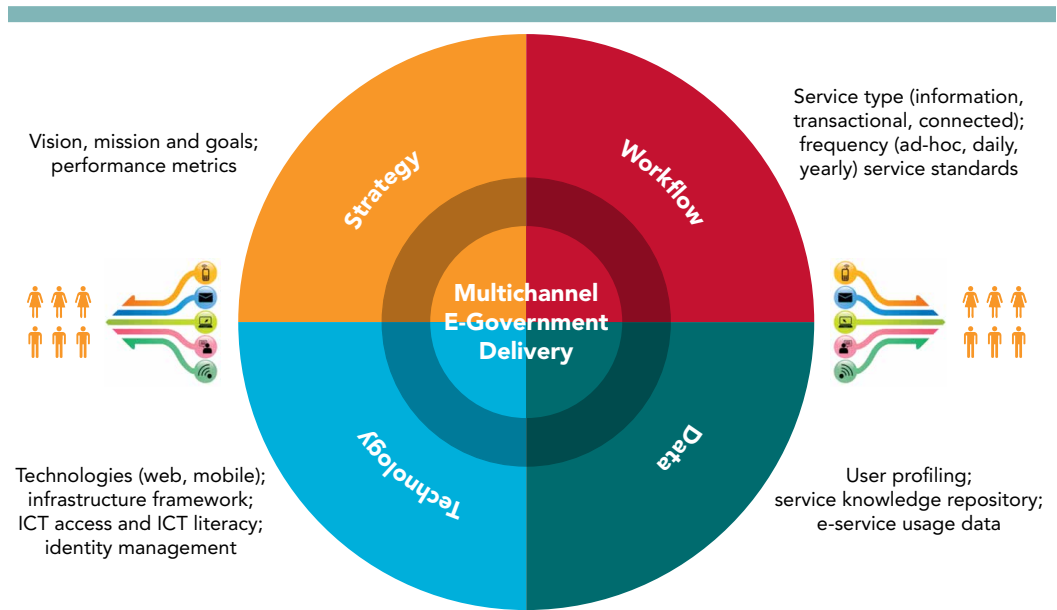 Vision, mission and goals;
performance metrics
Service type (information,
transactional, connected);
frequency (ad-hoc, daily,
yearly) service standards
Strategy
Workflow
Multichannel
E-Government
Delivery
Technology
Data
Technologies (web, mobile);
infrastructure framework;
ICT access and ICT literacy;
identity management
User profiling;
service knowledge repository;
e-service usage data